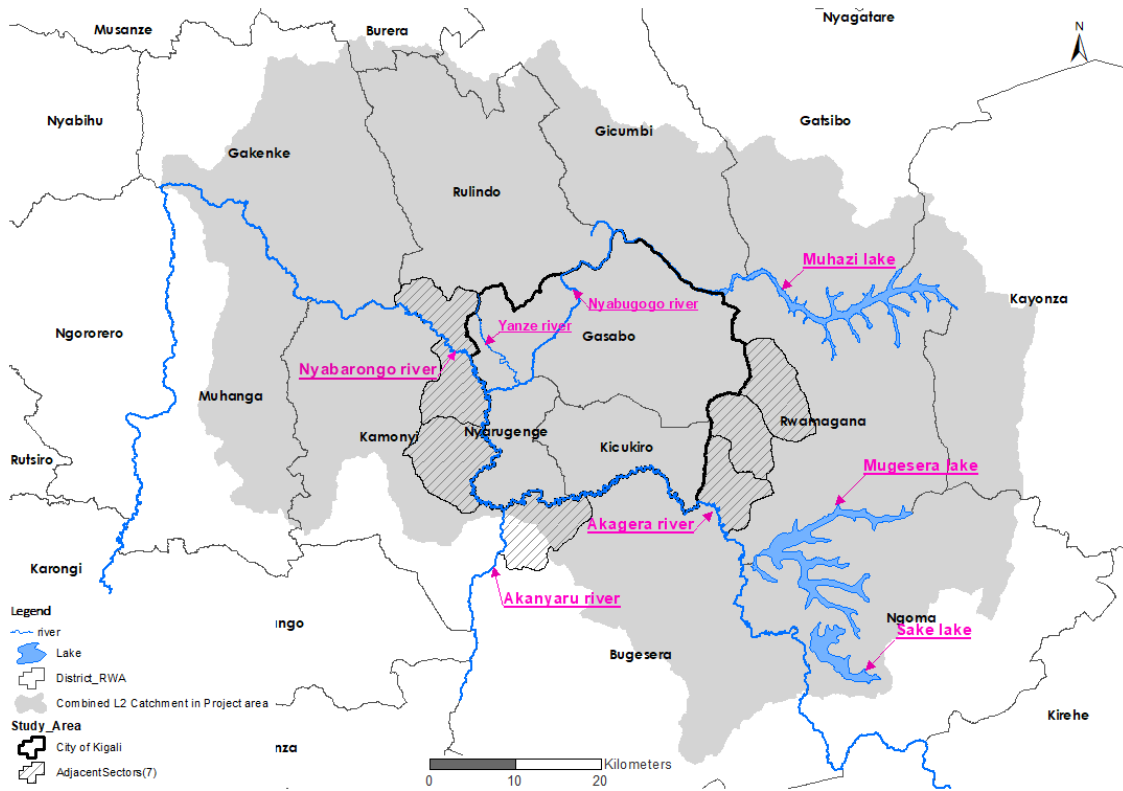 Nyagatare
Musanze
Burera
N
Nyabihu
Gatsibo
Gicumbi
Gakenke
Rulindo
Muhazi lake
Kayonza
Nyabugogo river
Yanze river
Gasabo
Ngororero
Nyabarongo river
Muhanga
Rwamagana
Kamonyi
Nyarugenge
Kicukiro
Rutsiro
Mugesera lake
Akagera river
Karongi
Akanyaru river
Legend
river
Lake
District_RWA
Combined L2 Catchment in Project area
Study_Area
City of Kigali
AdjacentSectors(7)
ango
Ngoma
Sake lake
Bugesera
Kirehe
nza
Kilometers
0 10 20